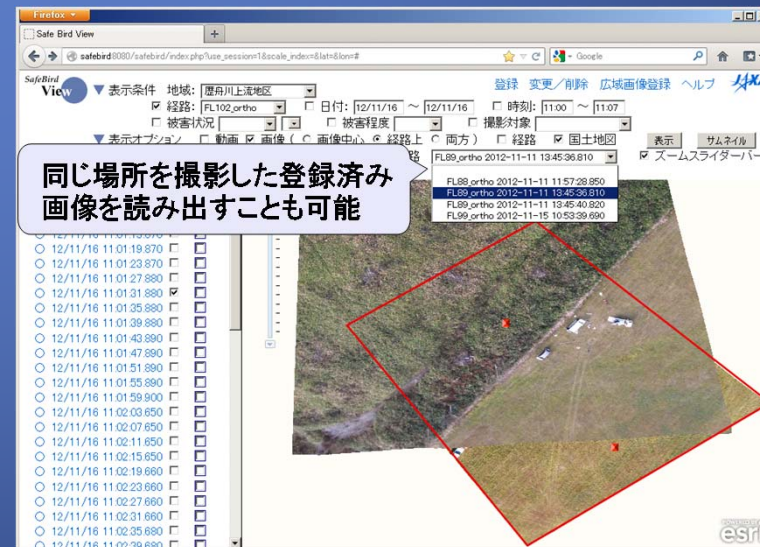 Firefox
Safe Bird View
safebird:8080/safebird/index.php?use_session=1&scale_index=&lat=&lon=#
Google
SafeBird View
▼表示条件 地域: 歴舟川上流地区
登録 変更/削除 広域画像登録 ヘルプ
経路: FL102_ortho 日付: 12/11/16 ~ 12/11/16 時刻: 11:00 ~ 11:07
被害状況 被害程度 撮影対象
▼表示オプション 動画 画像 ( 画像中心 経路上 両方 ) 経路 国土地図
表示 サムネイル
路 FL89_ortho 2012-11-11 13:45:36.810 ズームスライダーバー
FL88_ortho 2012-11-11 11:57:28.850
FL89_ortho 2012-11-11 13:45:36.810
FL89_ortho 2012-11-11 13:45:40.820
FL99_ortho 2012-11-15 10:53:39.690
同じ場所を撮影した登録済み
画像を読み出すことも可能
12/11/16 11:01:19.870
12/11/16 11:01:23.870
12/11/16 11:01:27.880
12/11/16 11:01:31.880
12/11/16 11:01:35.880
12/11/16 11:01:39.880
12/11/16 11:01:43.890
12/11/16 11:01:47.890
12/11/16 11:01:51.890
12/11/16 11:01:55.890
12/11/16 11:01:59.900
12/11/16 11:02:03.650
12/11/16 11:02:07.650
12/11/16 11:02:11.650
12/11/16 11:02:15.650
12/11/16 11:02:19.660
12/11/16 11:02:23.660
12/11/16 11:02:27.660
12/11/16 11:02:31.660
12/11/16 11:02:35.680
12/11/16 11:02:39.680
esri